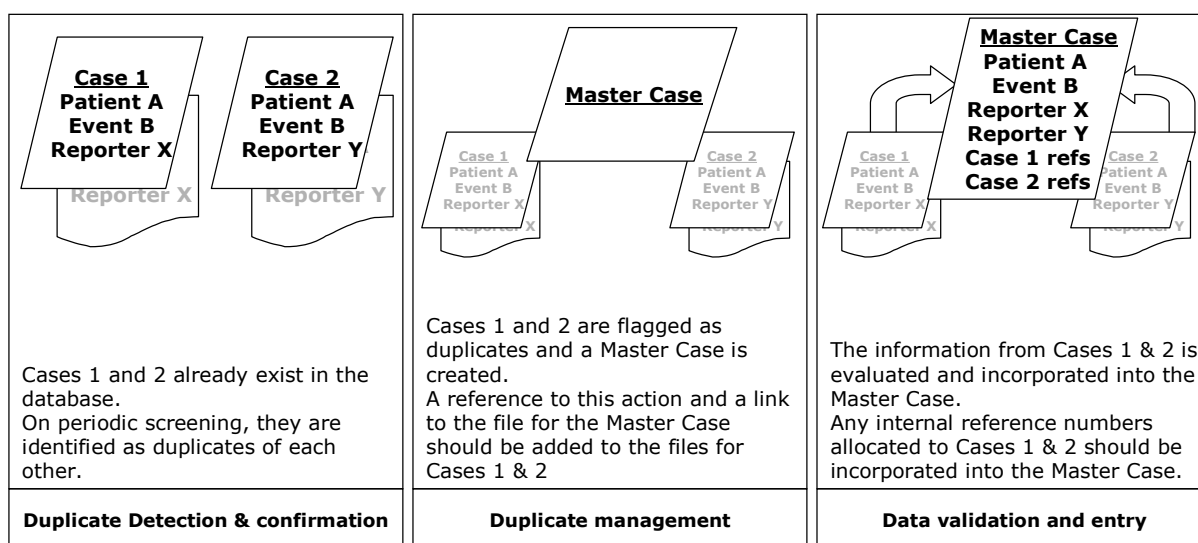 Case 1
Patient A
Event B
Reporter X
Reporter X
Case 2
Patient A
Event B
Reporter Y
Reporter Y
Cases 1 and 2 already exist in the
database.
On periodic screening, they are
identified as duplicates of each
other.
Duplicate Detection & confirmation
Master Case
Case 1
Patient A
Event B
Reporter X
Reporter X
Case 2
Patient A
Event B
Reporter Y
Reporter Y
Cases 1 and 2 are flagged as
duplicates and a Master Case is
created.
A reference to this action and a link
to the file for the Master Case
should be added to the files for
Cases 1 & 2
Duplicate management
Master Case
Patient A
Event B
Reporter X
Reporter Y
Case 1 refs
Case 2 refs
Case 1
Patient A
Event B
Reporter X
Reporter X
Case 2
Patient A
Event B
Reporter Y
Reporter Y
The information from Cases 1 & 2 is
evaluated and incorporated into the
Master Case.
Any internal reference numbers
allocated to Cases 1 & 2 should be
incorporated into the Master Case.
Data validation and entry